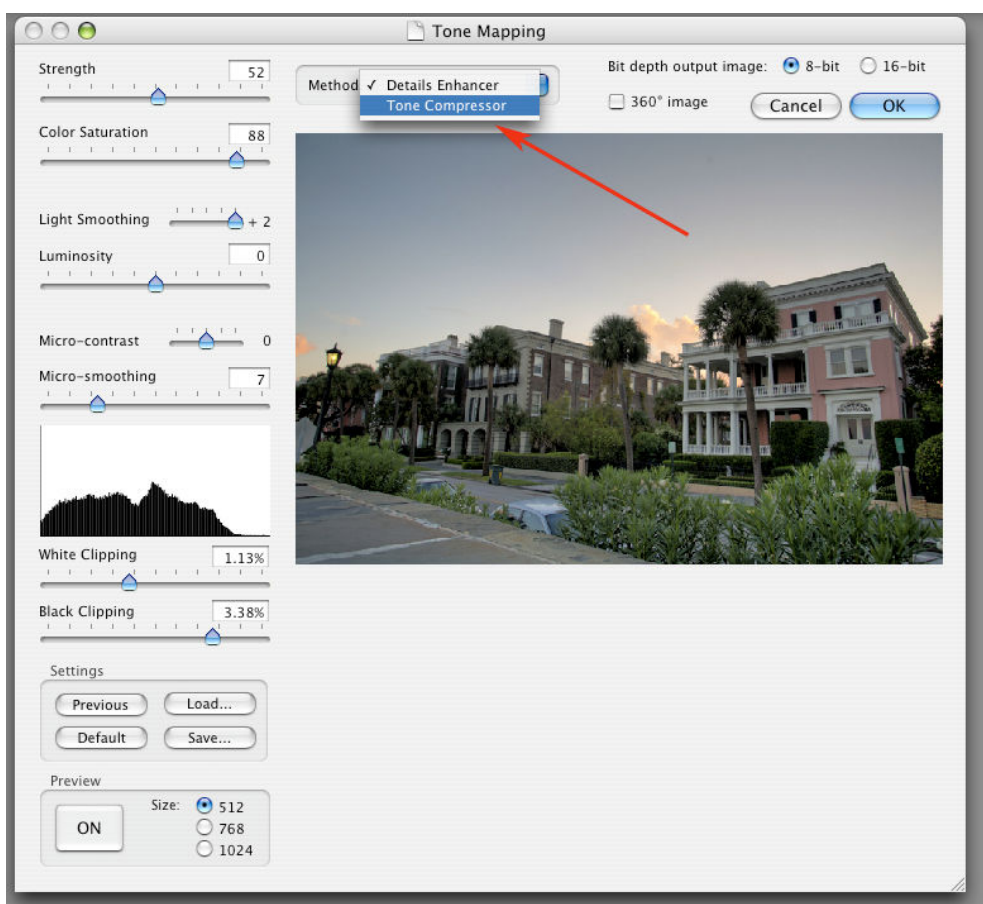 Tone Mapping
Strength 52
Color Saturation 88
Light Smoothing + 2
Luminosity 0
Micro-contrast 0
Micro-smoothing 7
White Clipping 1.13%
Black Clipping 3.38%
Settings
Previous Load...
Default Save...
Preview
ON Size: 512
768
1024
Method ✓ Details Enhancer
Tone Compressor
Bit depth output image: 8-bit 16-bit
360° image Cancel OK